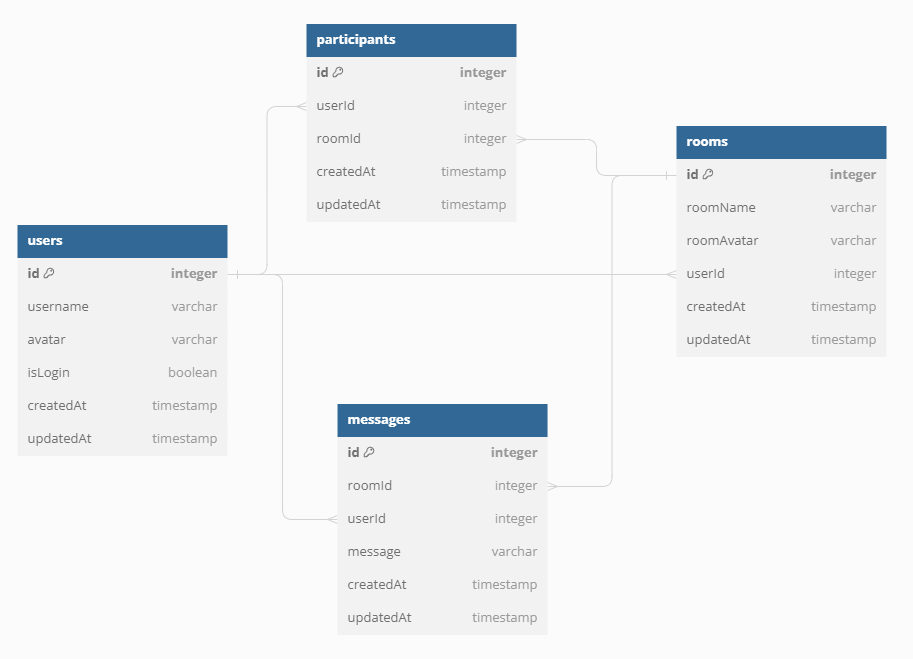 participants
id integer
userId integer
roomId integer
createdAt timestamp
updatedAt timestamp
rooms
id integer
roomName varchar
roomAvatar varchar
userId integer
createdAt timestamp
updatedAt timestamp
users
id integer
username varchar
avatar varchar
isLogin boolean
createdAt timestamp
updatedAt timestamp
messages
id integer
roomId integer
userId integer
message varchar
createdAt timestamp
updatedAt timestamp